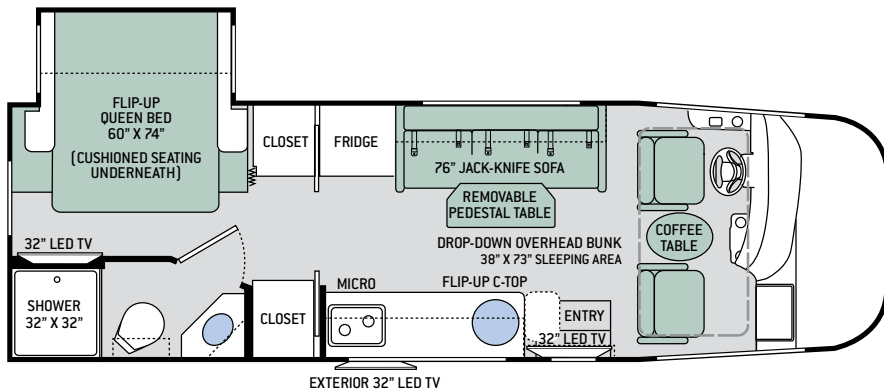 FLIP-UP
QUEEN BED
60” X 74”
(CUSHIONED SEATING
UNDERNEATH)
CLOSET
FRIDGE
76” JACK-KNIFE SOFA
REMOVABLE
PEDESTAL TABLE
COFFEE
TABLE
DROP-DOWN OVERHEAD BUNK
38” X 73” SLEEPING AREA
32” LED TV
SHOWER
32” X 32”
CLOSET
MICRO
FLIP-UP C-TOP
ENTRY
32” LED TV
EXTERIOR 32” LED TV